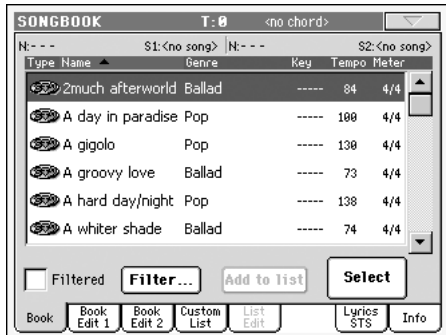 SONGBOOK T:0 <no chord>
N:--- S1:<no song> N:--- S2:<no song>
Type Name Genre Key Tempo Meter
2much afterworld Ballad ----- 84 4/4
A day in paradise Pop ----- 100 4/4
A gigolo Pop ----- 130 4/4
A groovy love Ballad ----- 73 4/4
A hard day/night Pop ----- 138 4/4
A whiter shade Ballad ----- 74 4/4
Filtered Filter... Add to list Select
Book Book Edit 1 Book Edit 2 Custom List List Edit Lyrics STS Info